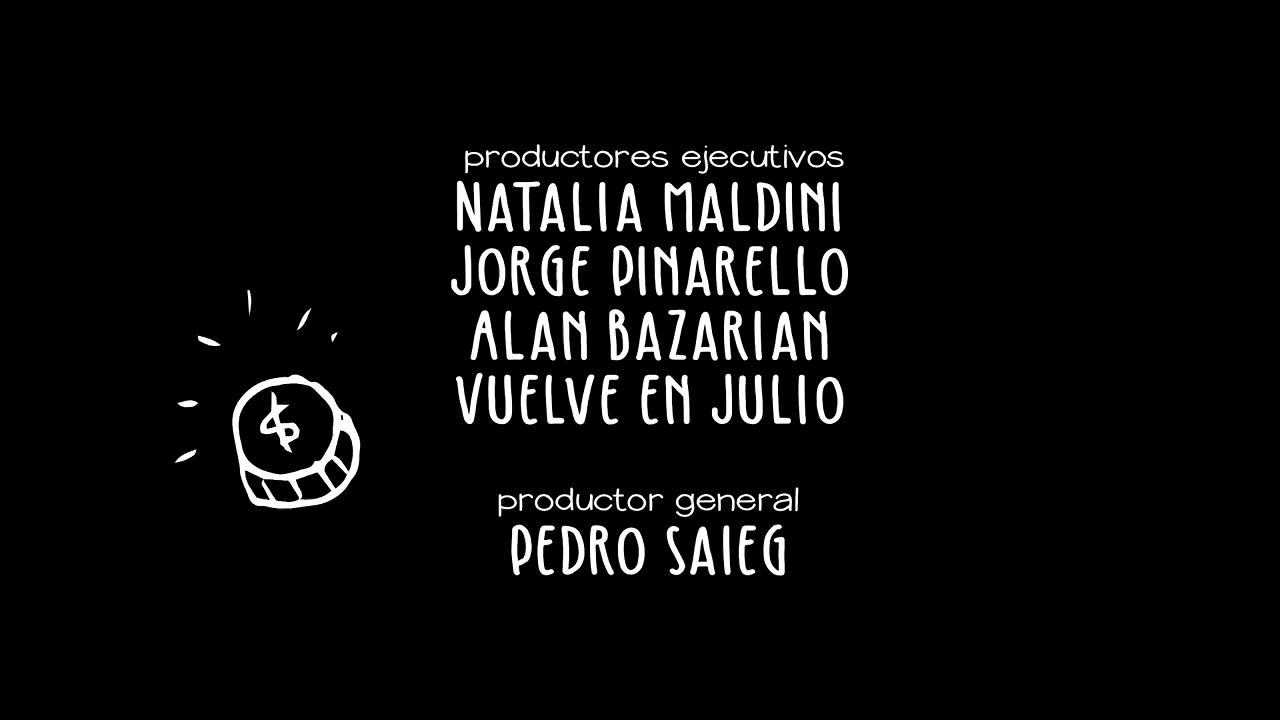 productores ejecutivos
NATALIA MALDINI
JORGE PINARELLO
ALAN BAZARIAN
VUELVE EN JULIO
$
productor general
PEDRO SAIEG